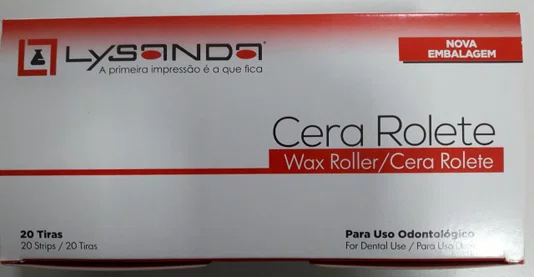 LYSANDA
A primeira impressão é a que fica
NOVA
EMBALAGEM
Cera Rolete
Wax Roller/Cera Rolete
20 Tiras
20 Strips / 20 Tiras
Para Uso Odontológico
For Dental Use / Para Uso